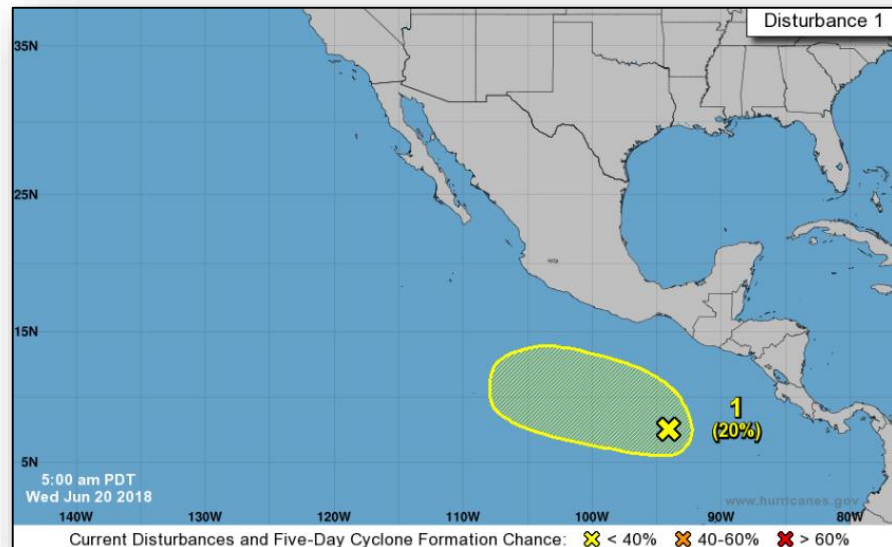 Disturbance 1
35N
25N
15N
1
(20%)
5N
5:00 am PDT
Wed Jun 20 2018
www.hurricanes.gov
140W 130W 120W 110W 100W 90W 80W
Current Disturbances and Five-Day Cyclone Formation Chance: < 40% 40-60% > 60%